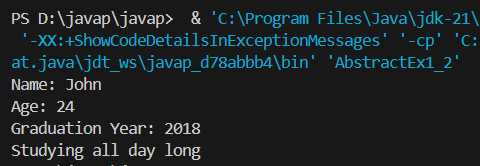 PS D:\javap\javap>  & 'C:\Program Files\Java\jdk-21\
'-XX:+ShowCodeDetailsInExceptionMessages' '-cp' 'C:
at.java\jdt_ws\javap_d78abbb4\bin' 'AbstractEx1_2'
Name: John
Age: 24
Graduation Year: 2018
Studying all day long